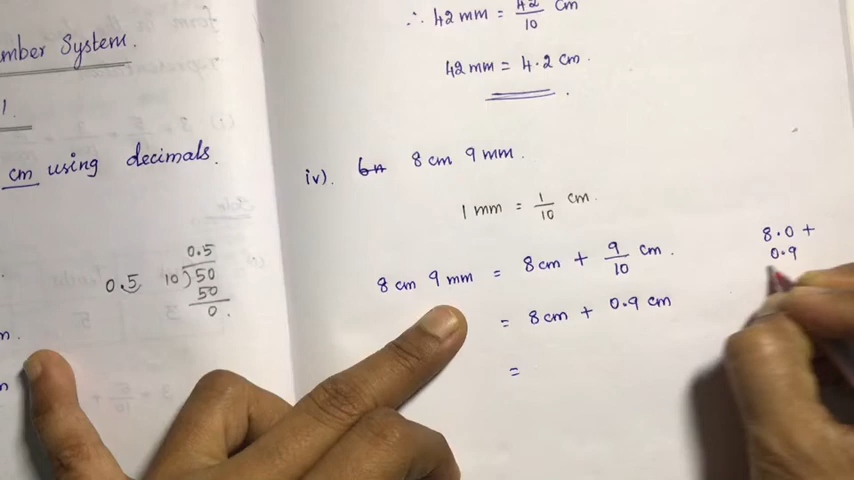 mber System.
1.
cm using decimals.
0.5
0.5 10)50
50
0.
m.
∴ 42 mm = 42/10 cm
42 mm = 4.2 cm.
iv). 8 cm 9 mm.
1 mm = 1/10 cm.
8 cm 9 mm = 8 cm + 9/10 cm.
= 8 cm + 0.9 cm
=
8.0 +
0.9